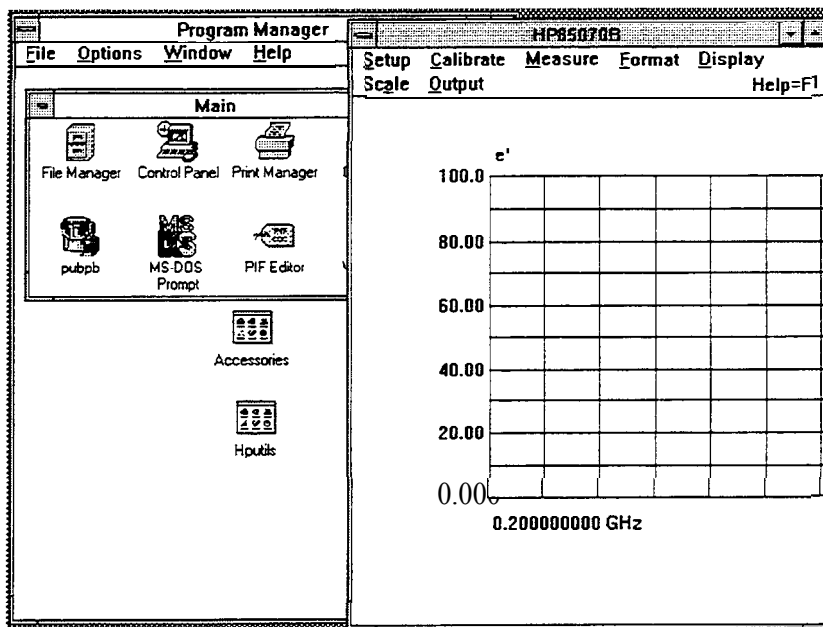 Program Manager
File Options Window Help
Main
File Manager Control Panel Print Manager
pubpb MS-DOS Prompt PIF Editor
Accessories
Hputils
HP85070B
Setup Calibrate Measure Format Display
Scale Output Help=F1
e'
100.0
80.00
60.00
40.00
20.00
0.000
0.200000000 GHz